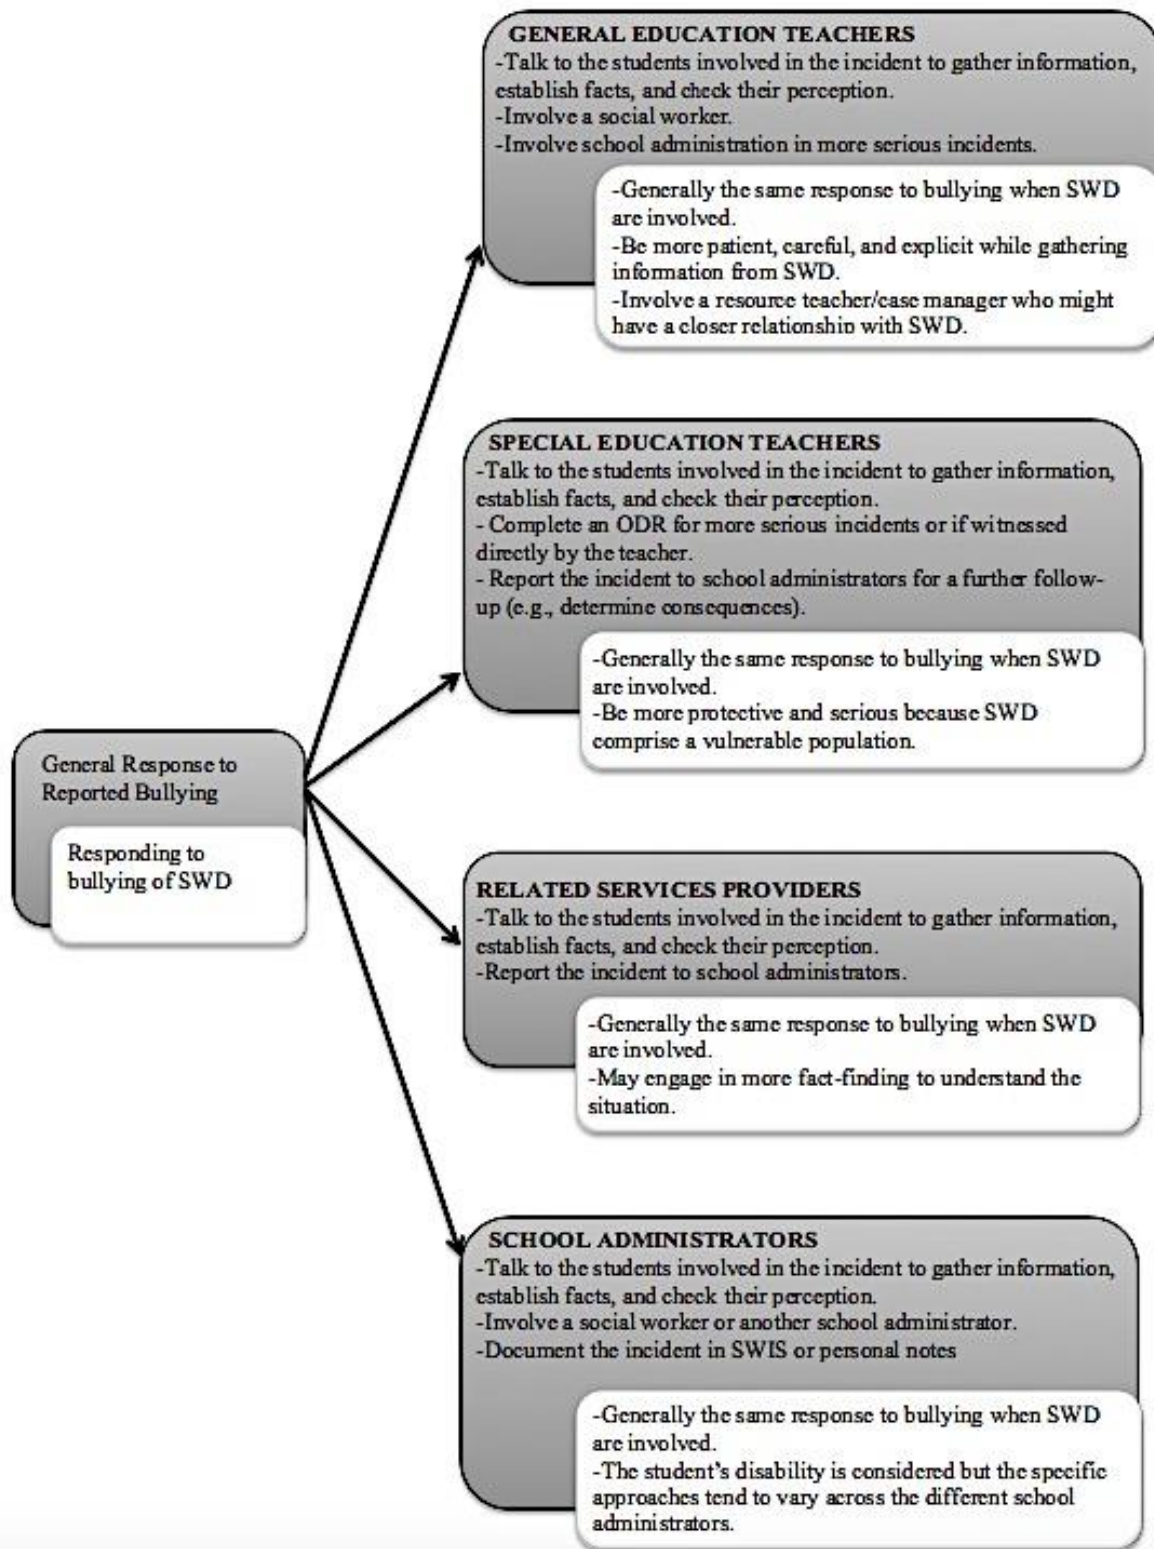 GENERAL EDUCATION TEACHERS
-Talk to the students involved in the incident to gather information,
establish facts, and check their perception.
-Involve a social worker.
-Involve school administration in more serious incidents.
-Generally the same response to bullying when SWD
are involved.
-Be more patient, careful, and explicit while gathering
information from SWD.
-Involve a resource teacher/case manager who might
have a closer relationship with SWD.
SPECIAL EDUCATION TEACHERS
-Talk to the students involved in the incident to gather information,
establish facts, and check their perception.
- Complete an ODR for more serious incidents or if witnessed
directly by the teacher.
- Report the incident to school administrators for a further follow-
up (e.g., determine consequences).
-Generally the same response to bullying when SWD
are involved.
-Be more protective and serious because SWD
comprise a vulnerable population.
General Response to
Reported Bullying
Responding to
bullying of SWD
RELATED SERVICES PROVIDERS
-Talk to the students involved in the incident to gather information,
establish facts, and check their perception.
-Report the incident to school administrators.
-Generally the same response to bullying when SWD
are involved.
-May engage in more fact-finding to understand the
situation.
SCHOOL ADMINISTRATORS
-Talk to the students involved in the incident to gather information,
establish facts, and check their perception.
-Involve a social worker or another school administrator.
-Document the incident in SWIS or personal notes
-Generally the same response to bullying when SWD
are involved.
-The student's disability is considered but the specific
approaches tend to vary across the different school
administrators.